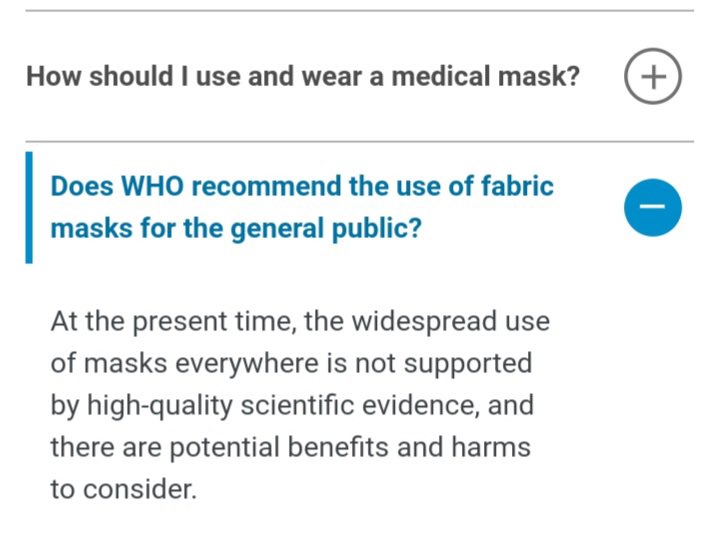 How should I use and wear a medical mask?
Does WHO recommend the use of fabric
masks for the general public?
At the present time, the widespread use
of masks everywhere is not supported
by high-quality scientific evidence, and
there are potential benefits and harms
to consider.